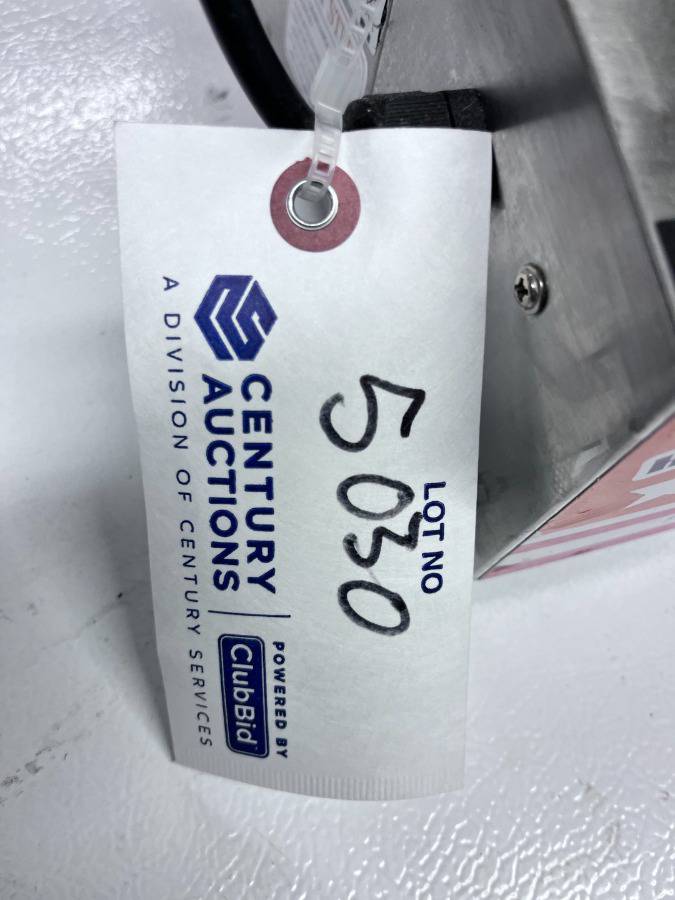 LOT NO
5030
CENTURY
AUCTIONS
A DIVISION OF CENTURY SERVICES
POWERED BY
ClubBid